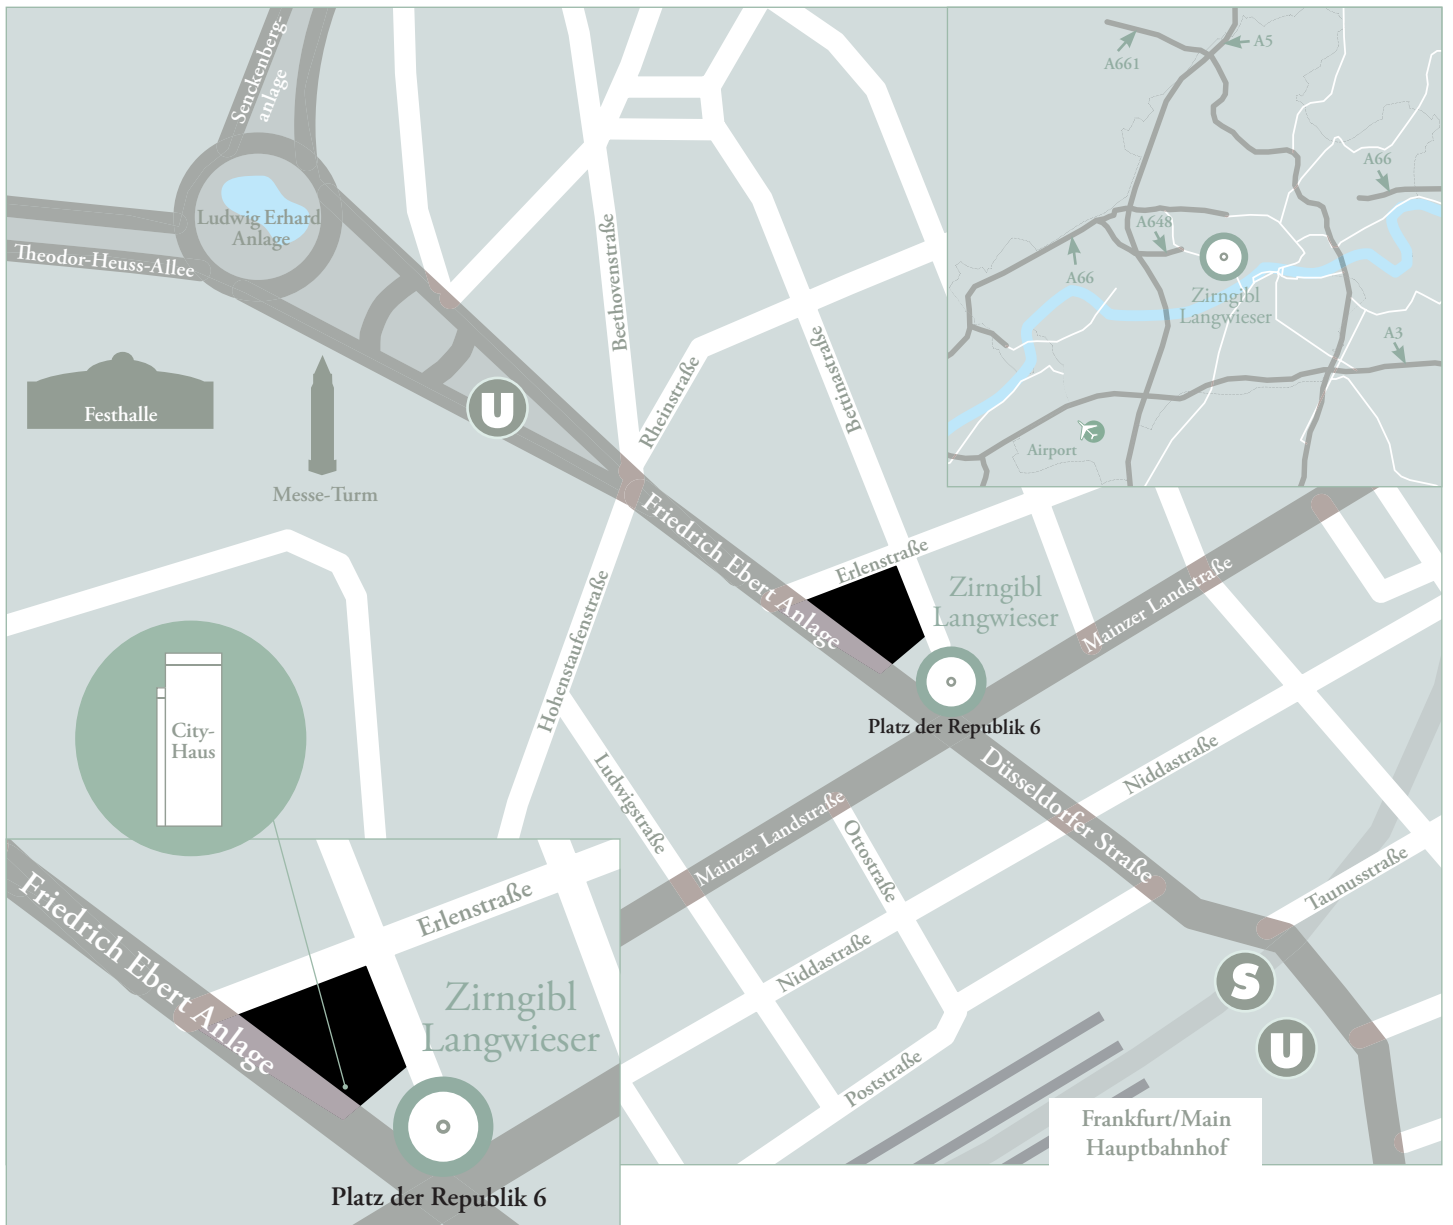 Senckenberg-
anlage
A5
A661
A66
Ludwig Erhard
Anlage
A648
Theodor-Heuss-Allee
A66
Zirngibl
Langwieser
Beethovenstraße
Rheinstraße
Bettinastraße
A3
Festhalle
U
Airport
Messe-Turm
Friedrich Ebert Anlage
Erlenstraße
Zirngibl
Langwieser
Mainzer Landstraße
Hohenstaufenstraße
City-
Haus
Platz der Republik 6
Ludwigstraße
Düsseldorfer Straße
Niddastraße
Mainzer Landstraße
Ottostraße
Taunusstraße
Friedrich Ebert Anlage
Erlenstraße
Niddastraße
S
Zirngibl
Langwieser
U
Poststraße
Frankfurt/Main
Hauptbahnhof
Platz der Republik 6